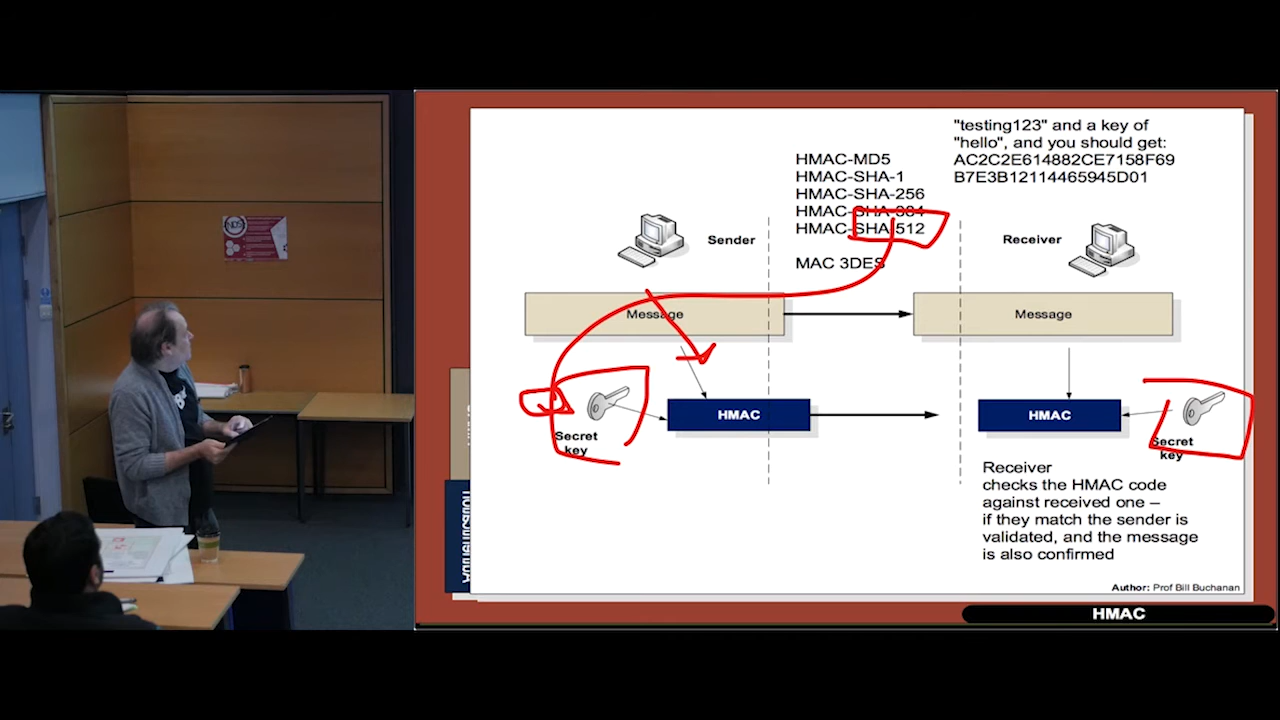 "testing123" and a key of
"hello", and you should get:
AC2C2E614882CE7158F69
B7E3B12114465945D01
HMAC-MD5
HMAC-SHA-1
HMAC-SHA-256
HMAC-SHA-384
HMAC-SHA-512
MAC 3DES
Sender
Receiver
Message
Message
HMAC
HMAC
Secret
key
Secret
key
Receiver
checks the HMAC code
against received one –
if they match the sender is
validated, and the message
is also confirmed
Author: Prof Bill Buchanan
HMAC